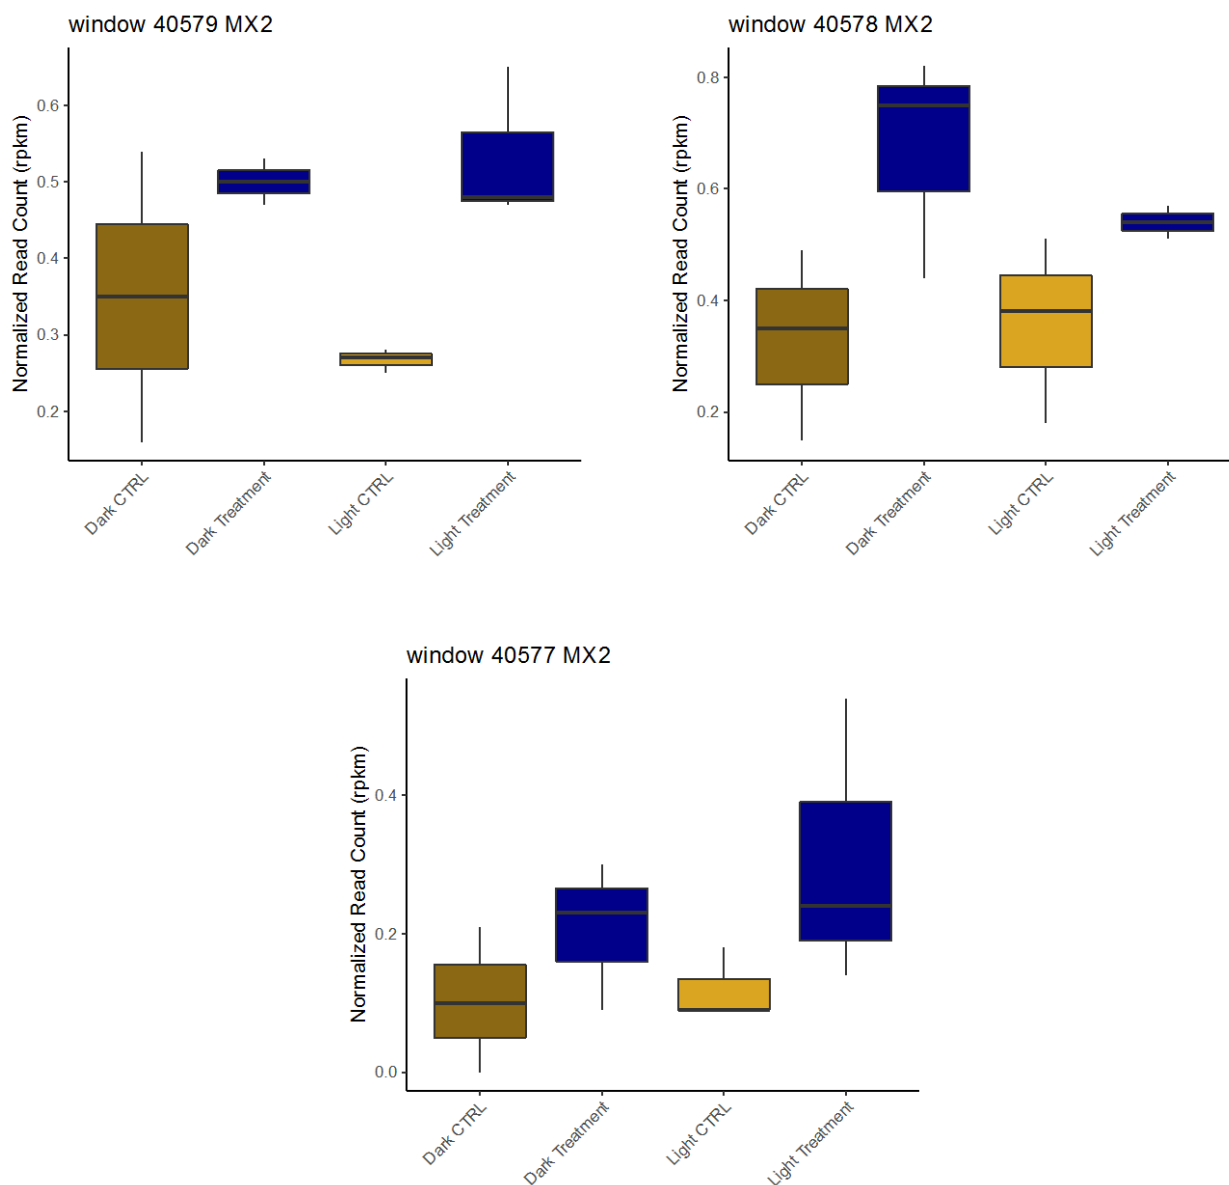 window 40579 MX2
Normalized Read Count (rpkm)
0.6
0.5
0.4
0.3
0.2
Dark CTRL
Dark Treatment
Light CTRL
Light Treatment
window 40578 MX2
Normalized Read Count (rpkm)
0.8
0.6
0.4
0.2
Dark CTRL
Dark Treatment
Light CTRL
Light Treatment
window 40577 MX2
Normalized Read Count (rpkm)
0.4
0.2
0.0
Dark CTRL
Dark Treatment
Light CTRL
Light Treatment